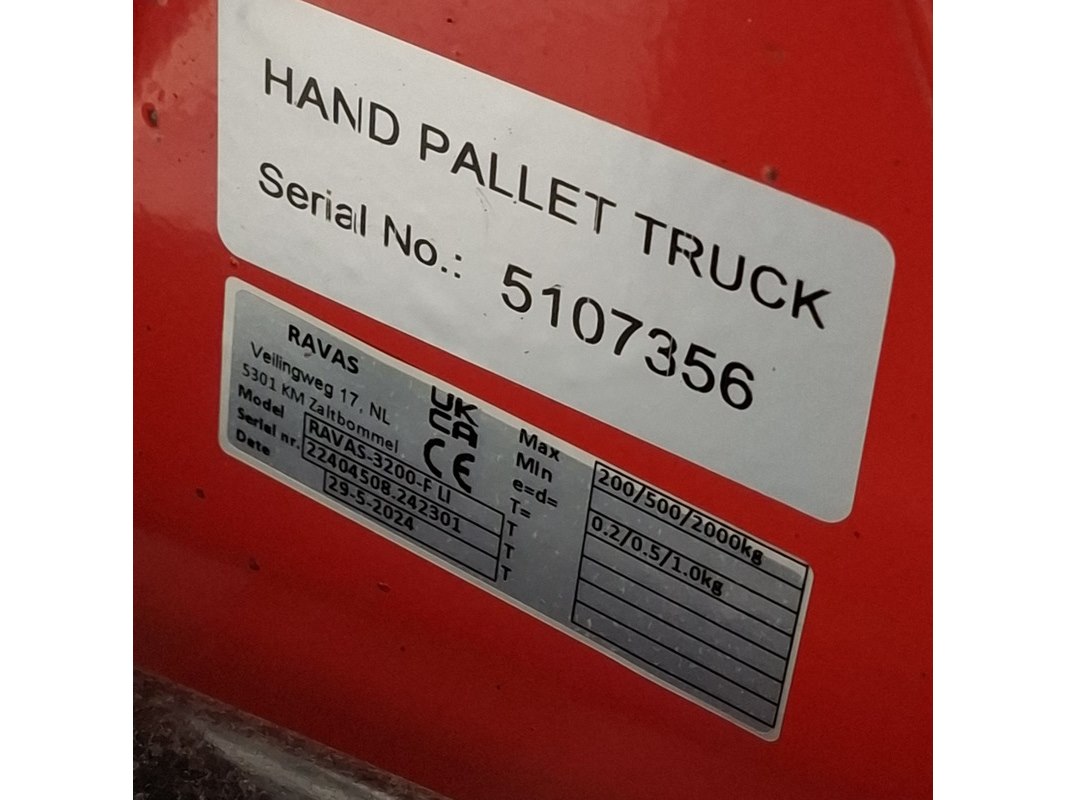 HAND PALLET TRUCK
Serial No.: 5107356
RAVAS
Veilingweg 17, NL
5301 KM Zaltbommel
Model RAVAS-3200-F LI
Serial nr. 22404508.242301
Date 29-5-2024
UK
CA
CE
Max 200/500/2000kg
Min
e=d= 0.2/0.5/1.0kg
T=
T
T
T